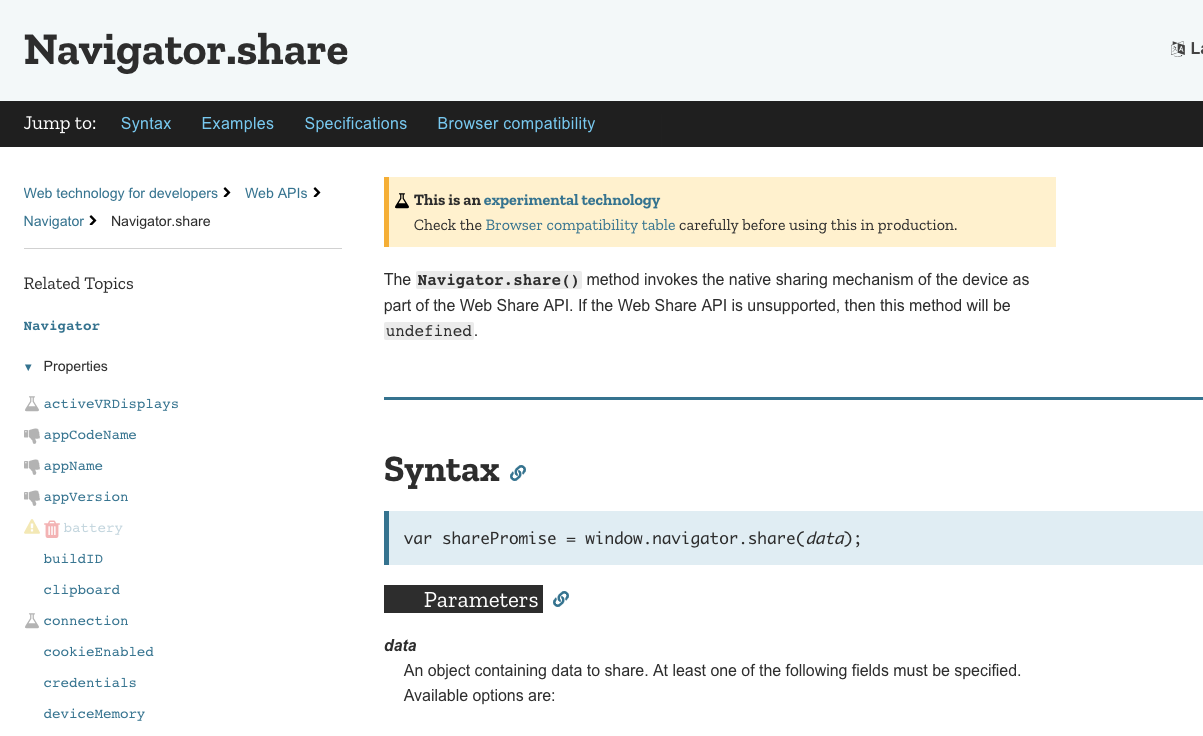 Navigator.share
Jump to: Syntax Examples Specifications Browser compatibility
Web technology for developers Web APIs
Navigator Navigator.share
Related Topics
Navigator
Properties
activeVRDisplays
appCodeName
appName
appVersion
battery
buildID
clipboard
connection
cookieEnabled
credentials
deviceMemory
This is an experimental technology
Check the Browser compatibility table carefully before using this in production.
The Navigator.share() method invokes the native sharing mechanism of the device as
part of the Web Share API. If the Web Share API is unsupported, then this method will be
undefined.
Syntax
var sharePromise = window.navigator.share(data);
Parameters
data
An object containing data to share. At least one of the following fields must be specified.
Available options are: